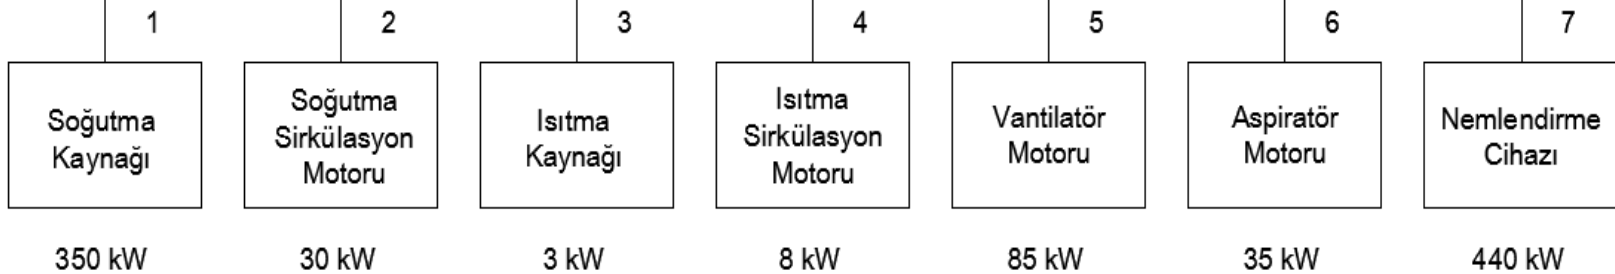 1
2
3
4
5
6
7
Soğutma
Kaynağı
Soğutma
Sirkülasyon
Motoru
Isıtma
Kaynağı
Isıtma
Sirkülasyon
Motoru
Vantilatör
Motoru
Aspiratör
Motoru
Nemlendirme
Cihazı
350 kW
30 kW
3 kW
8 kW
85 kW
35 kW
440 kW